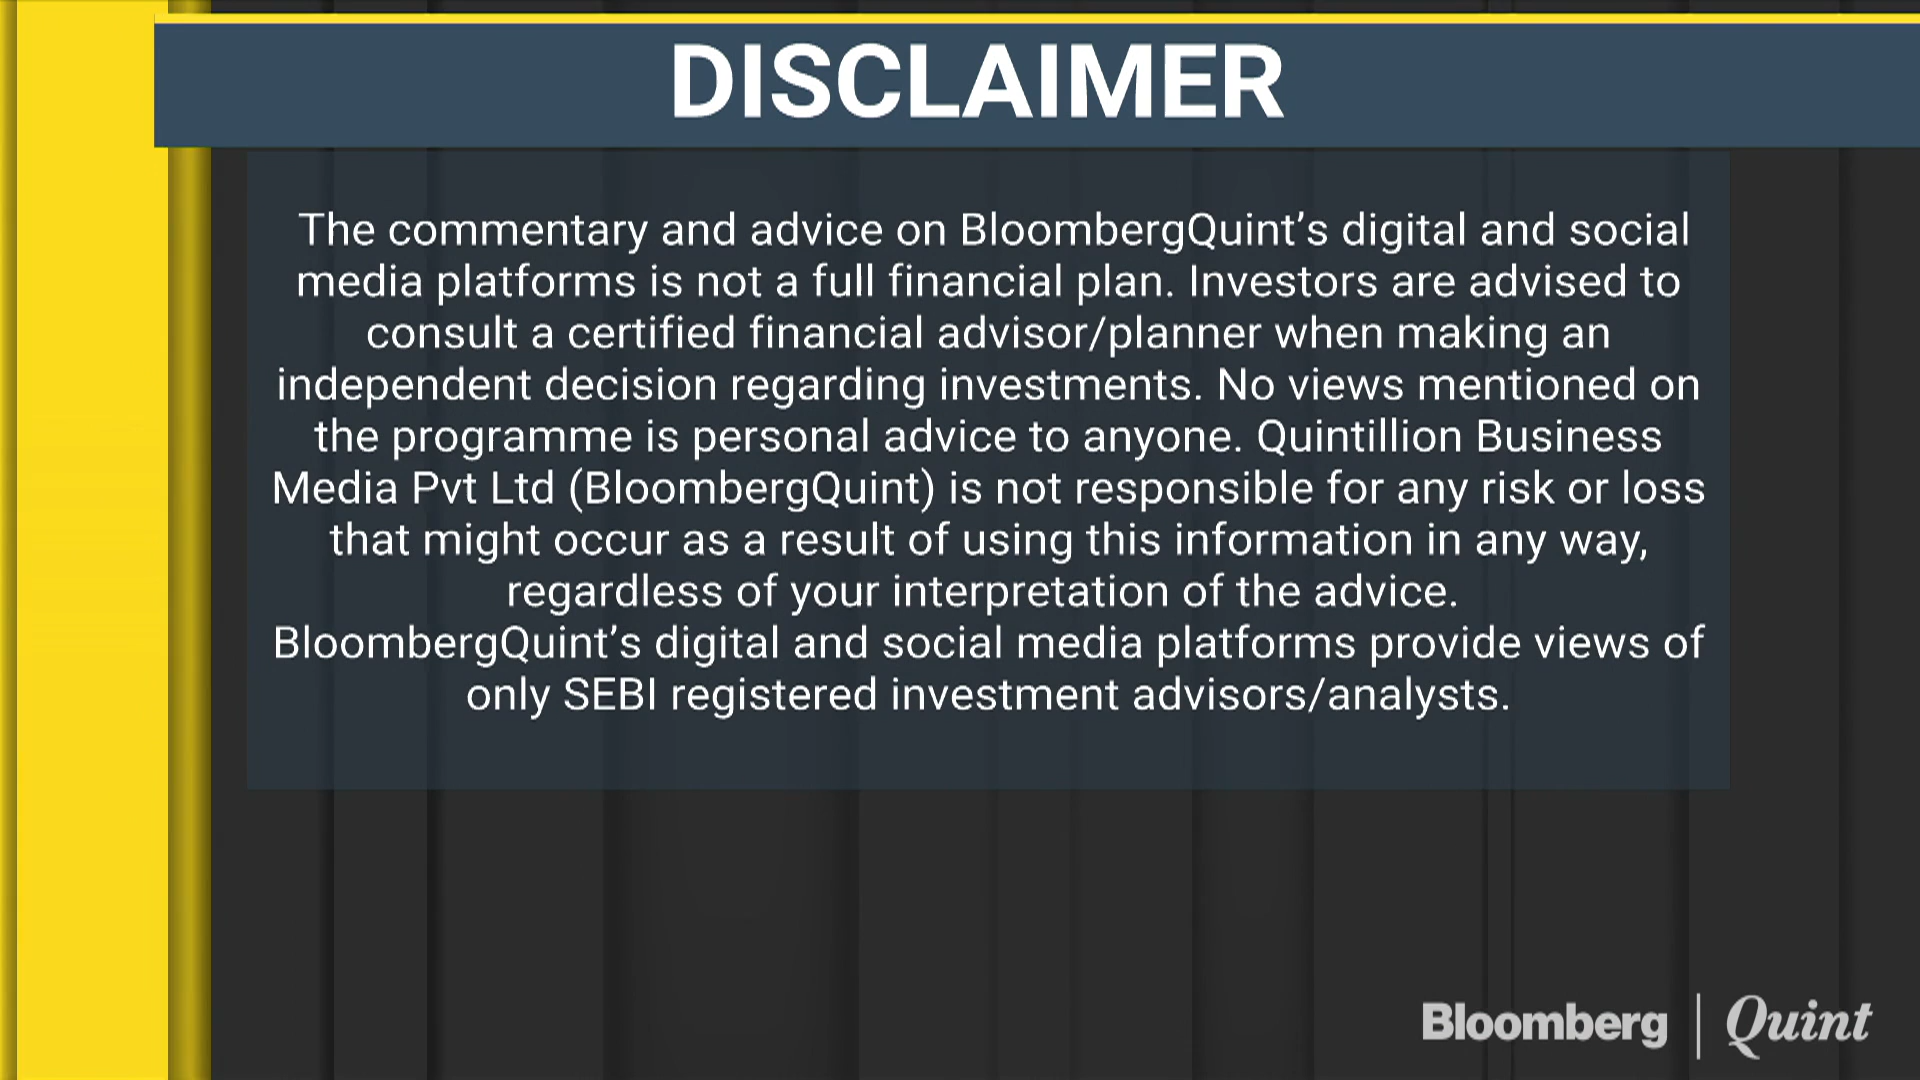 DISCLAIMER
The commentary and advice on BloombergQuint’s digital and social
media platforms is not a full financial plan. Investors are advised to
consult a certified financial advisor/planner when making an
independent decision regarding investments. No views mentioned on
the programme is personal advice to anyone. Quintillion Business
Media Pvt Ltd (BloombergQuint) is not responsible for any risk or loss
that might occur as a result of using this information in any way,
regardless of your interpretation of the advice.
BloombergQuint’s digital and social media platforms provide views of
only SEBI registered investment advisors/analysts.
Bloomberg | Quint